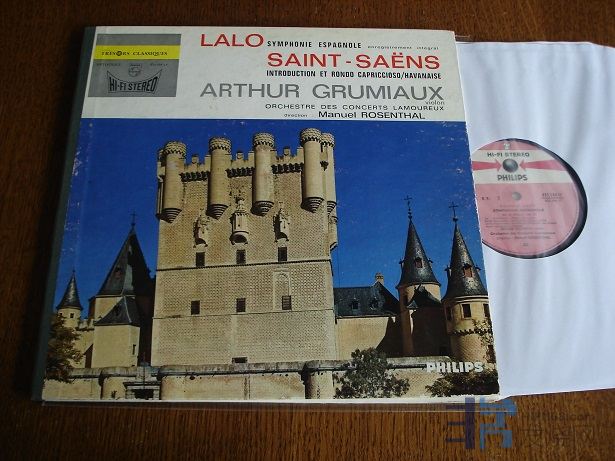 TRÉSORS CLASSIQUES
HI-FI STEREO
LALO SYMPHONIE ESPAGNOLE enregistrement intégral
SAINT-SAËNS
INTRODUCTION ET RONDO CAPRICCIOSO/HAVANAISE
ARTHUR GRUMIAUX
violon
ORCHESTRE DES CONCERTS LAMOUREUX
direction Manuel ROSENTHAL
PHILIPS
HI-FI STEREO
PHILIPS